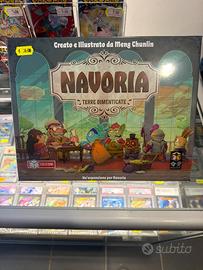 Creato e Illustrato da Meng Chunlin
NAVORIA
TERRE DIMENTICATE
Un'espansione per Navoria
subito